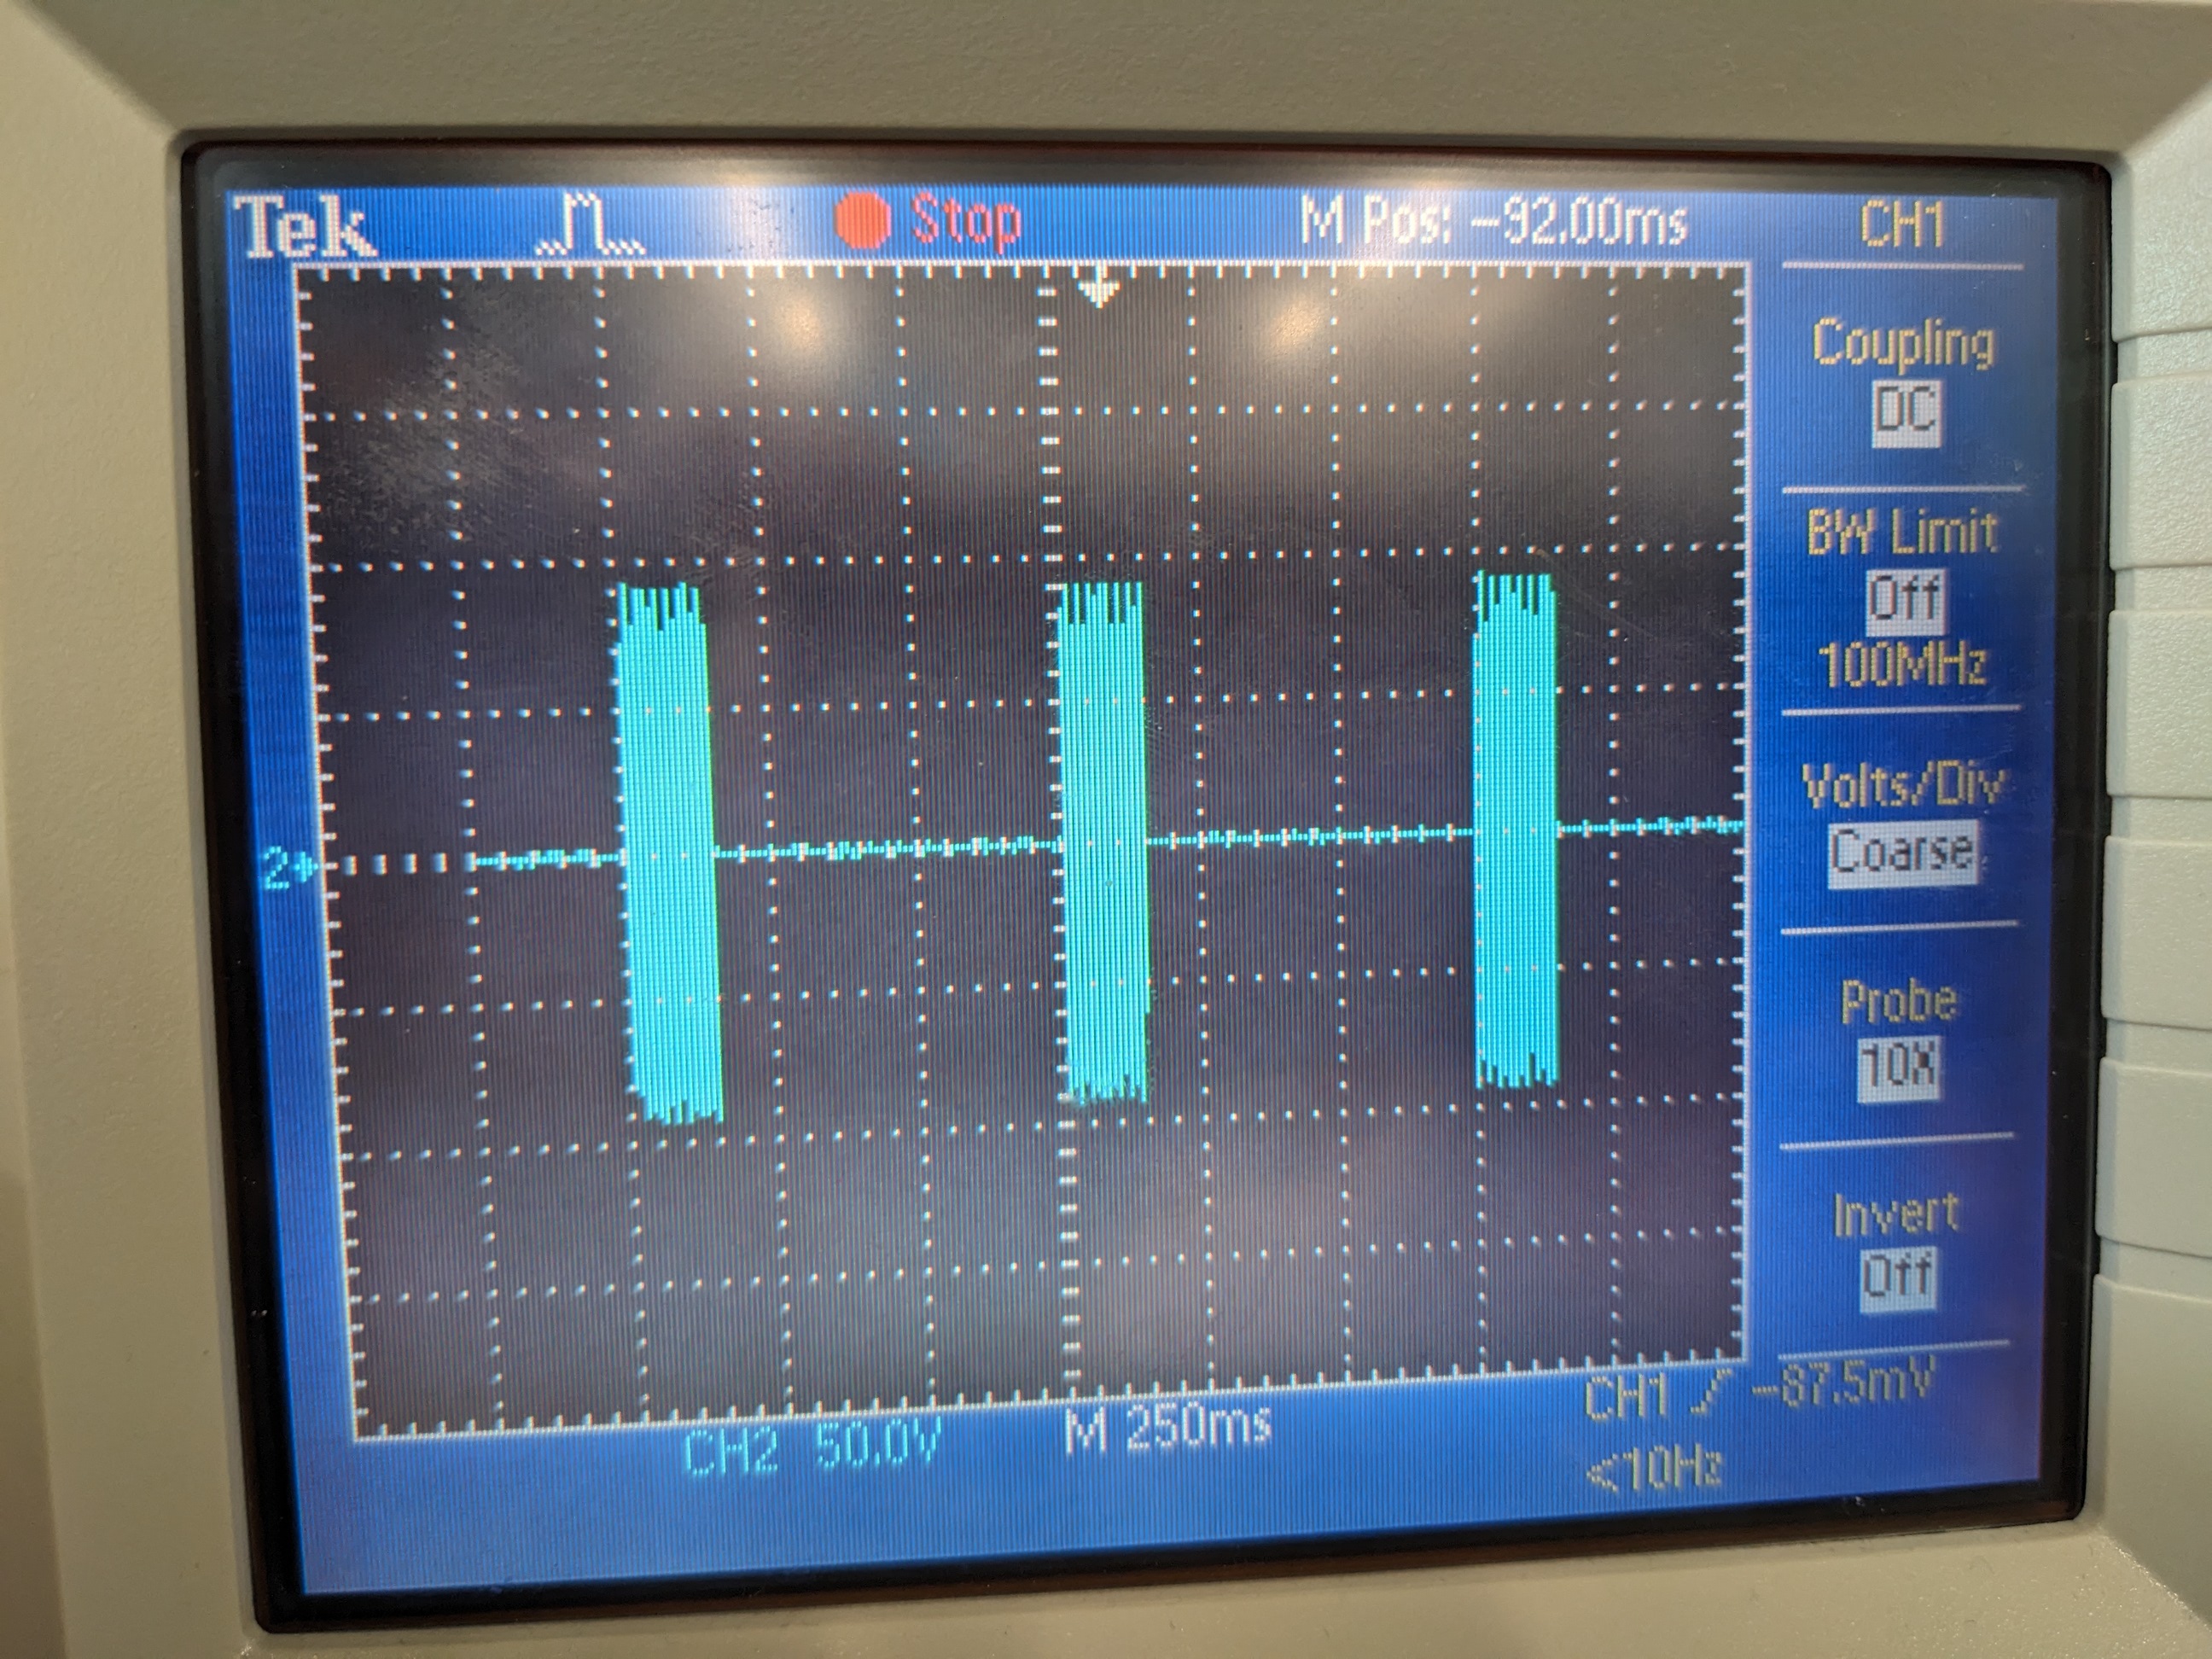 Tek Stop M Pos: -92.00ms CH1
Coupling
DC
BW Limit
Off
100MHz
Volts/Div
Coarse
Probe
10X
Invert
Off
2
CH2 50.0V M 250ms CH1 -87.5mV
<10Hz